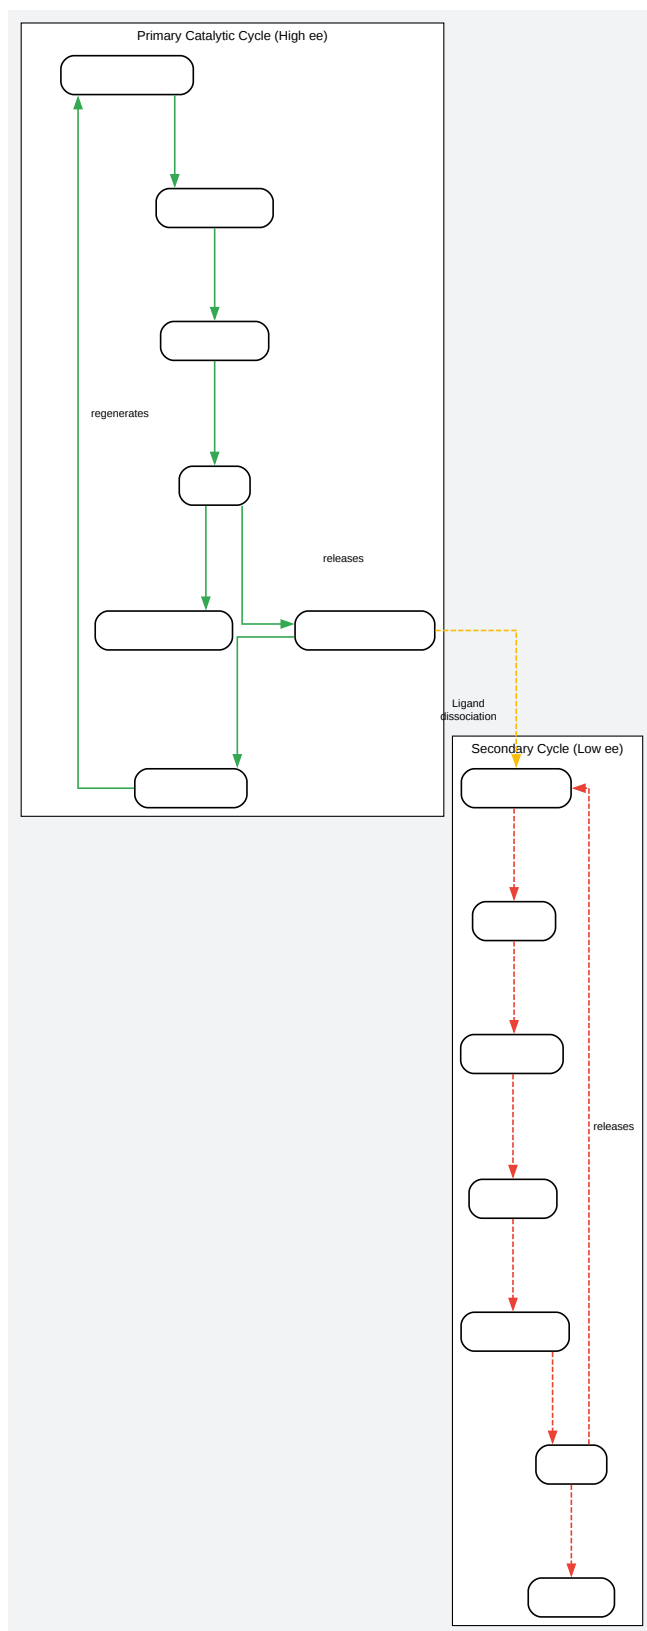 Primary Catalytic Cycle (High ee)
regenerates
releases
Ligand
dissociation
Secondary Cycle (Low ee)
releases